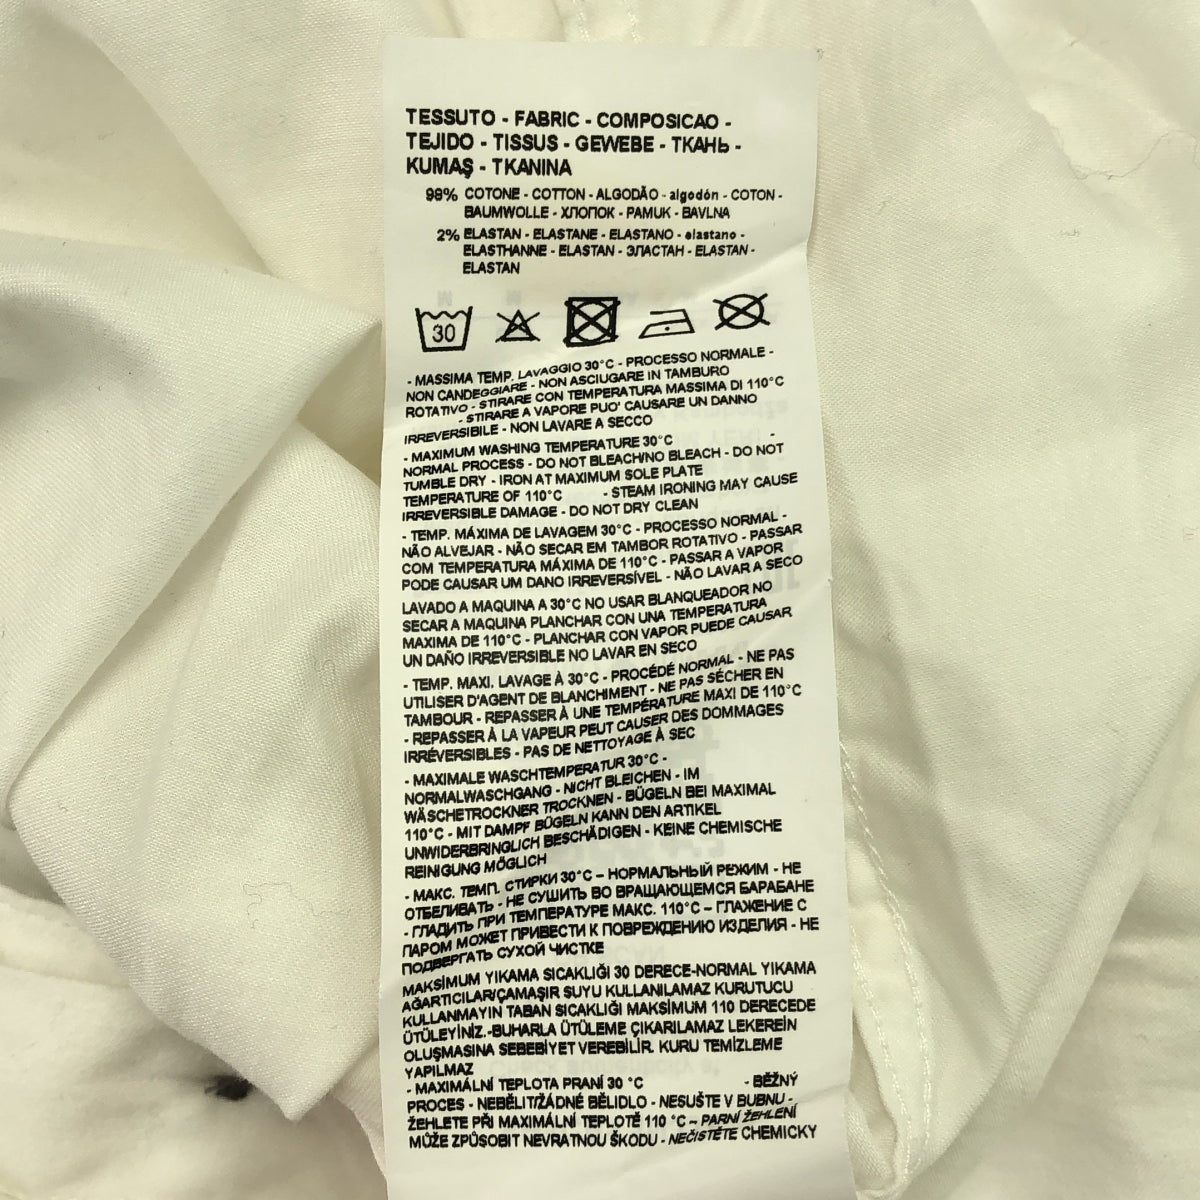 TESSUTO - FABRIC - COMPOSICAO -
TEJIDO - TISSUS - GEWEBE - ТКАНЬ -
KUMAŞ - TKANINA
98% COTONE - COTTON - ALGODÃO - algodón - COTON -
BAUMWOLLE - ХЛОПОК - PAMUK - BAVLNA
2% ELASTAN - ELASTANE - ELASTANO - elastano -
ELASTHANNE - ELASTAN - ЭЛАСТАН - ELASTAN -
ELASTAN
30
- MASSIMA TEMP. LAVAGGIO 30°C - PROCESSO NORMALE -
NON CANDEGGIARE - NON ASCIUGARE IN TAMBURO
ROTATIVO - STIRARE CON TEMPERATURA MASSIMA DI 110°C
- STIRARE A VAPORE PUO' CAUSARE UN DANNO
IRREVERSIBILE - NON LAVARE A SECCO
- MAXIMUM WASHING TEMPERATURE 30°C -
NORMAL PROCESS - DO NOT BLEACH/NO BLEACH - DO NOT
TUMBLE DRY - IRON AT MAXIMUM SOLE PLATE
TEMPERATURE OF 110°C - STEAM IRONING MAY CAUSE
IRREVERSIBLE DAMAGE - DO NOT DRY CLEAN
- TEMP. MÁXIMA DE LAVAGEM 30°C - PROCESSO NORMAL -
NÃO ALVEJAR - NÃO SECAR EM TAMBOR ROTATIVO - PASSAR
COM TEMPERATURA MÁXIMA DE 110°C - PASSAR A VAPOR
PODE CAUSAR UM DANO IRREVERSÍVEL - NÃO LAVAR A SECO
LAVADO A MAQUINA A 30°C NO USAR BLANQUEADOR NO
SECAR A MAQUINA PLANCHAR CON UNA TEMPERATURA
MAXIMA DE 110°C - PLANCHAR CON VAPOR PUEDE CAUSAR
UN DAÑO IRREVERSIBLE NO LAVAR EN SECO
- TEMP. MAXI. LAVAGE À 30°C - PROCÉDÉ NORMAL - NE PAS
UTILISER D'AGENT DE BLANCHIMENT - NE PAS SÉCHER EN
TAMBOUR - REPASSER À UNE TEMPÉRATURE MAXI DE 110°C
- REPASSER À LA VAPEUR PEUT CAUSER DES DOMMAGES
IRRÉVERSIBLES - PAS DE NETTOYAGE À SEC
- MAXIMALE WASCHTEMPERATUR 30°C -
NORMALWASCHGANG - NICHT BLEICHEN - IM
WÄSCHETROCKNER TROCKNEN - BÜGELN BEI MAXIMAL
110°C - MIT DAMPF BÜGELN KANN DEN ARTIKEL
UNWIDERBRINGLICH BESCHÄDIGEN - KEINE CHEMISCHE
REINIGUNG MÖGLICH
- МАКС. ТЕМП. СТИРКИ 30°C – НОРМАЛЬНЫЙ РЕЖИМ - НЕ
ОТБЕЛИВАТЬ - НЕ СУШИТЬ ВО ВРАЩАЮЩЕМСЯ БАРАБАНЕ
- ГЛАДИТЬ ПРИ ТЕМПЕРАТУРЕ МАКС. 110°C – ГЛАЖЕНИЕ С
ПАРОМ МОЖЕТ ПРИВЕСТИ К ПОВРЕЖДЕНИЮ ИЗДЕЛИЯ - НЕ
ПОДВЕРГАТЬ СУХОЙ ЧИСТКЕ
MAKSİMUM YIKAMA SICAKLIĞI 30 DERECE-NORMAL YIKAMA
AĞARTICILAR/ÇAMAŞIR SUYU KULLANILAMAZ KURUTUCU
KULLANMAYIN TABAN SICAKLIĞI MAKSİMUM 110 DERECEDE
ÜTÜLEYİNİZ.-BUHARLA ÜTÜLEME ÇIKARILAMAZ LEKEREİN
OLUŞMASINA SEBEBİYET VEREBİLİR. KURU TEMİZLEME
YAPILMAZ
- MAXIMÁLNÍ TEPLOTA PRANÍ 30 °C - BĚŽNÝ
PROCES - NEBĚLIT/ŽÁDNÉ BĚLIDLO - NESUŠTE V BUBNU -
ŽEHLETE PŘI MAXIMÁLNÍ TEPLOTĚ 110 °C – PARNÍ ŽEHLENÍ
MŮŽE ZPŮSOBIT NEVRATNOU ŠKODU - NEČISTĚTE CHEMICKY